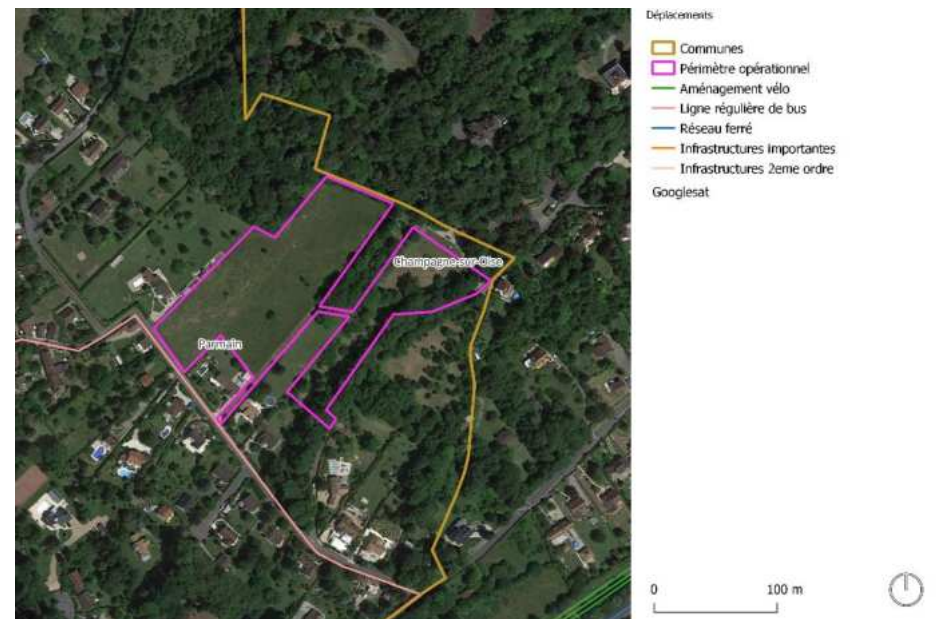 Déplacements
Communes
Périmètre opérationnel
Aménagement vélo
Ligne régulière de bus
Réseau ferré
Infrastructures importantes
Infrastructures 2eme ordre
Googlesat
Champagne-sur-Oise
Parmain
0 100 m